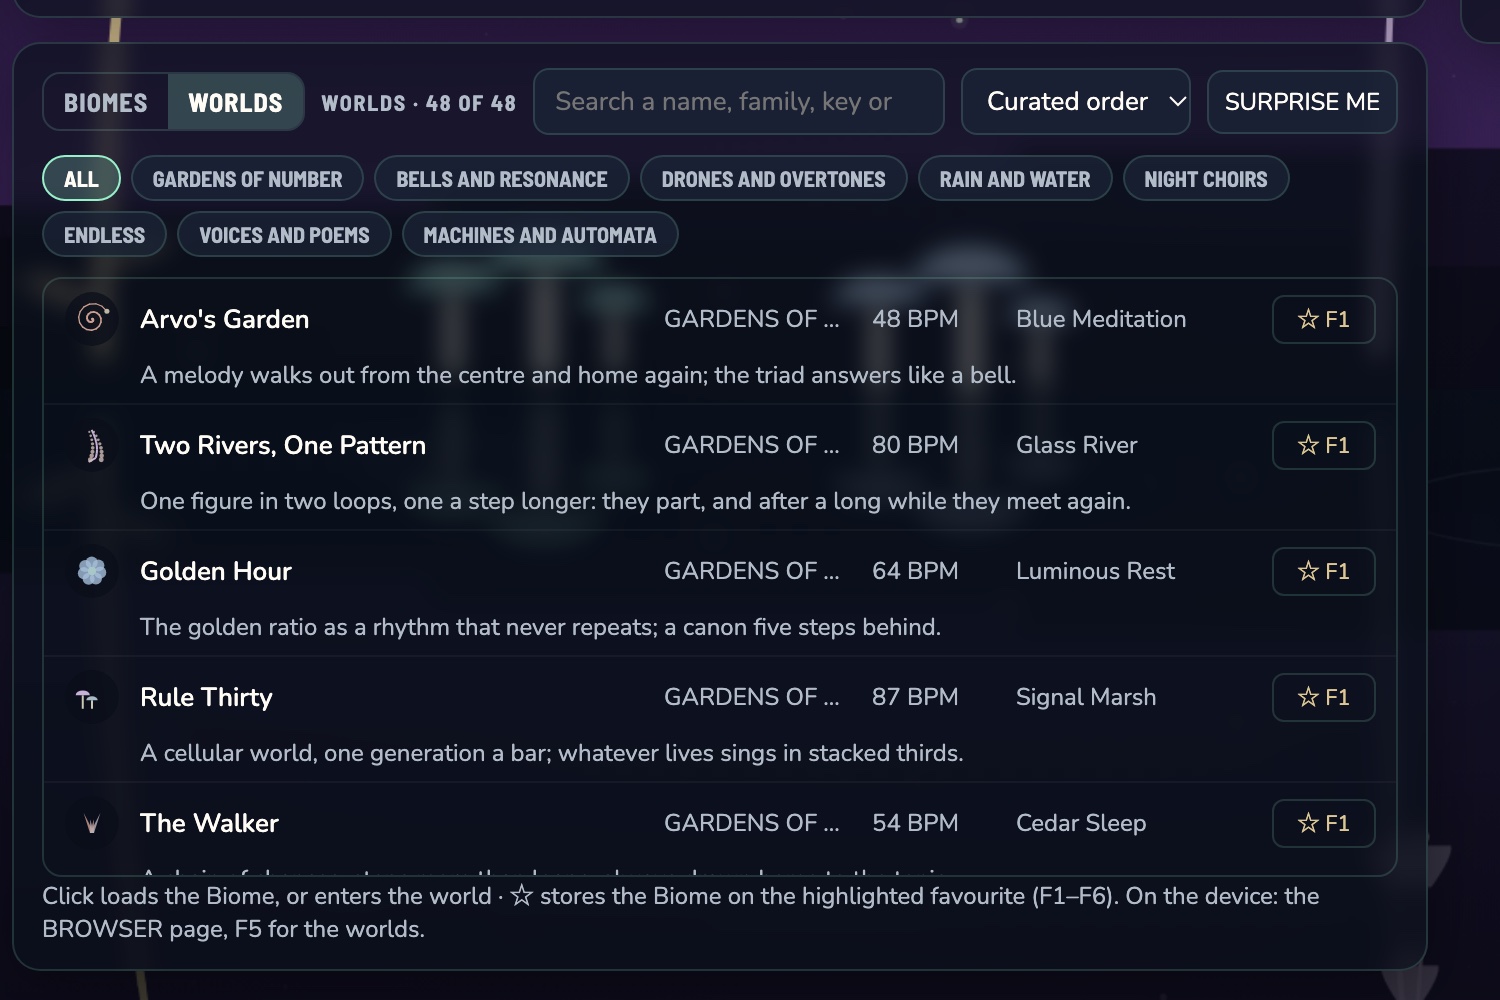 BIOMES WORLDS WORLDS · 48 OF 48 Search a name, family, key or Curated order SURPRISE ME
ALL GARDENS OF NUMBER BELLS AND RESONANCE DRONES AND OVERTONES RAIN AND WATER NIGHT CHOIRS
ENDLESS VOICES AND POEMS MACHINES AND AUTOMATA
Arvo's Garden GARDENS OF ... 48 BPM Blue Meditation ☆ F1
A melody walks out from the centre and home again; the triad answers like a bell.
Two Rivers, One Pattern GARDENS OF ... 80 BPM Glass River ☆ F1
One figure in two loops, one a step longer: they part, and after a long while they meet again.
Golden Hour GARDENS OF ... 64 BPM Luminous Rest ☆ F1
The golden ratio as a rhythm that never repeats; a canon five steps behind.
Rule Thirty GARDENS OF ... 87 BPM Signal Marsh ☆ F1
A cellular world, one generation a bar; whatever lives sings in stacked thirds.
The Walker GARDENS OF ... 54 BPM Cedar Sleep ☆ F1
Click loads the Biome, or enters the world · ☆ stores the Biome on the highlighted favourite (F1–F6). On the device: the
BROWSER page, F5 for the worlds.